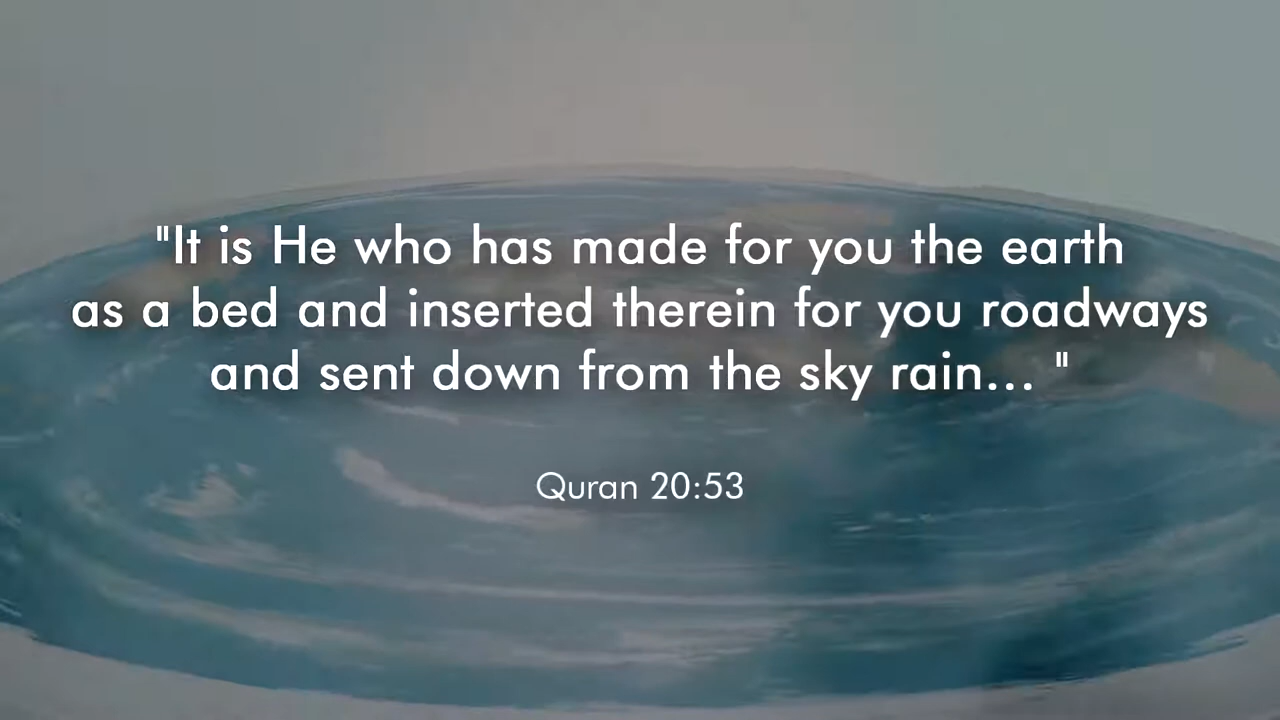 "It is He who has made for you the earth
as a bed and inserted therein for you roadways
and sent down from the sky rain... "
Quran 20:53